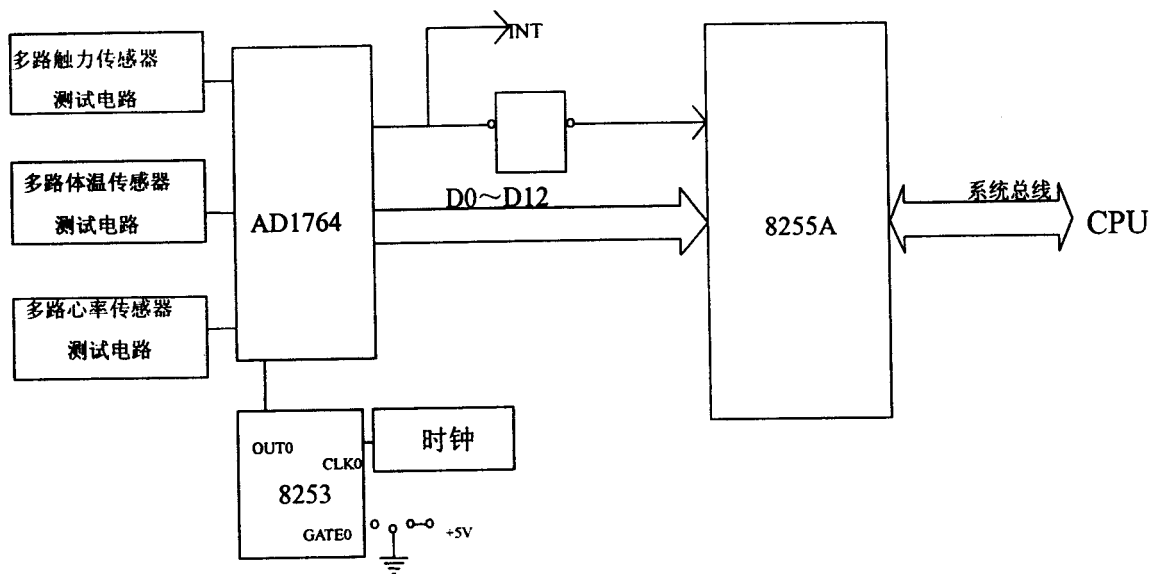 INT
多路触力传感器
测试电路
多路体温传感器
测试电路
多路心率传感器
测试电路
AD1764
D0～D12
8255A
系统总线
CPU
OUT0
CLK0
8253
GATE0
时钟
+5V